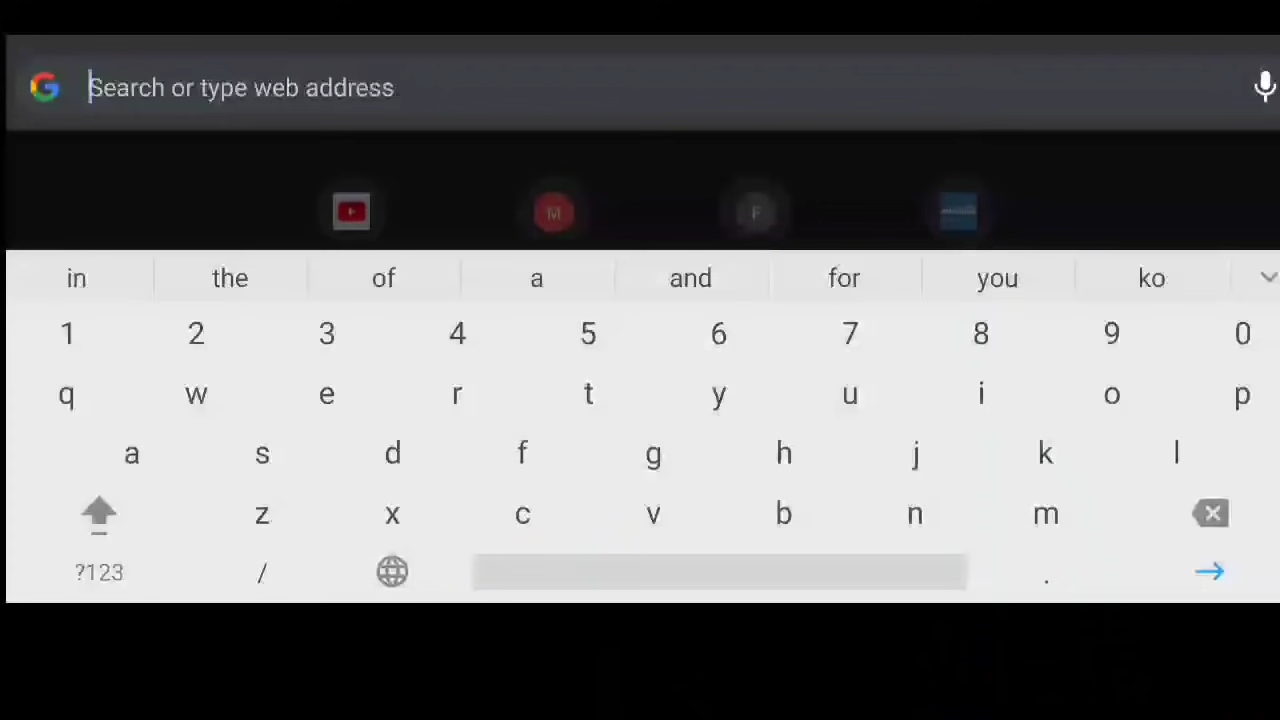 Search or type web address
M F
in the of a and for you ko
1 2 3 4 5 6 7 8 9 0
q w e r t y u i o p
a s d f g h j k l
z x c v b n m
?123 / .